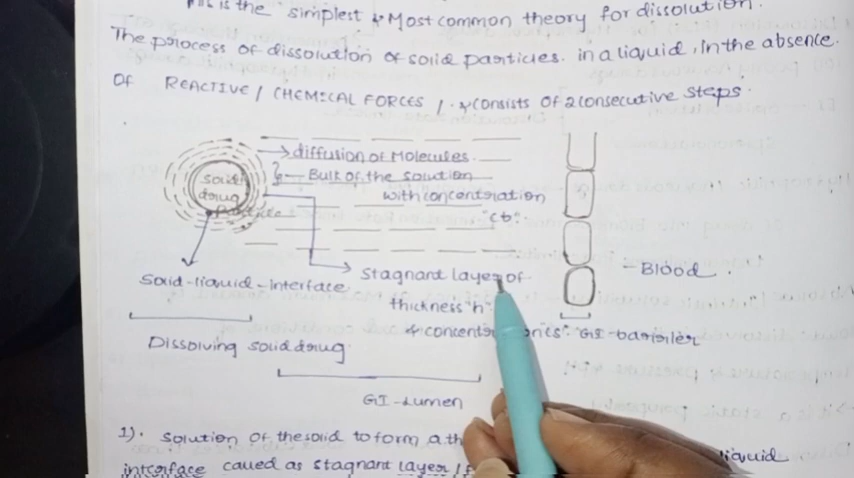 This is the simplest & Most common theory for dissolution.
The process of dissolution of solid particles. in a liquid, in the absence.
OF REACTIVE / CHEMICAL FORCES / . & consists OF 2 consecutive steps.
→ diffusion of Molecules.
solid
drug
particle
Bulk of the solution
with concentration
"Cb".
Stagnant layer of
thickness "h"
Solid-liquid-interface
- Blood.
GI-barrier
Dissolving solid drug
GI-Lumen
1). Solution of the solid to form a th
liquid
interface called as stagnant layer /